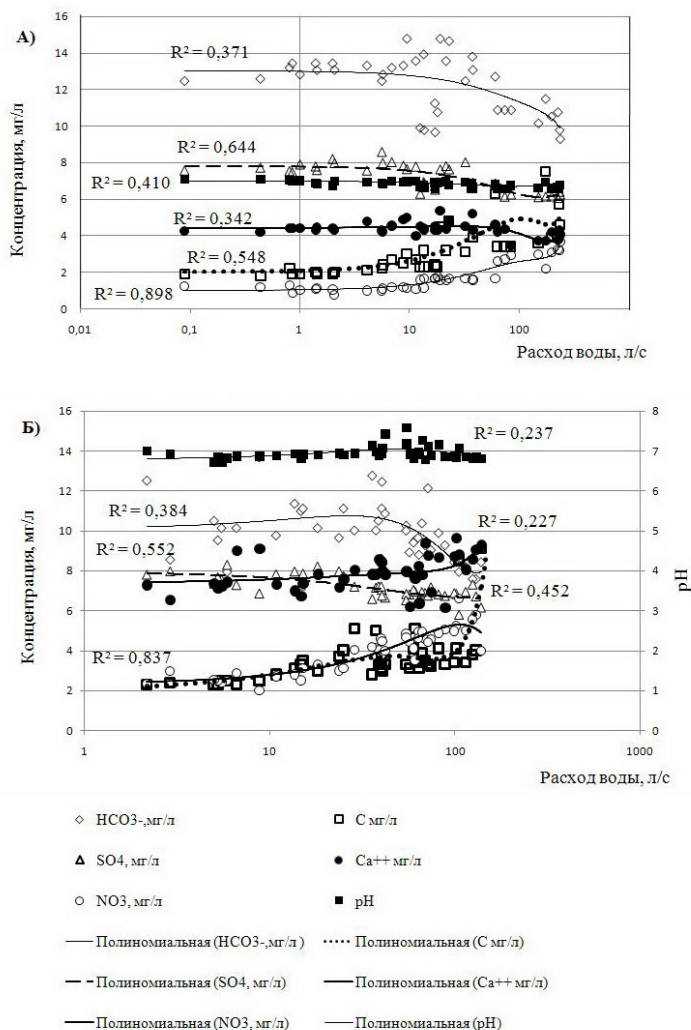 А)
16
14
12
10
8
6
4
2
0
Концентрация, мг/л
R² = 0,371
R² = 0,644
R² = 0,410
R² = 0,342
R² = 0,548
R² = 0,898
0,01 0,1 1 10 100
Расход воды, л/с
Б)
16
14
12
10
8
6
4
2
0
Концентрация, мг/л
8
7
6
5
4
3
2
1
0
pH
R² = 0,237
R² = 0,384
R² = 0,227
R² = 0,552
R² = 0,452
R² = 0,837
1 10 100 1000
Расход воды, л/с
HCO3-,мг/л C мг/л
SO4, мг/л Ca++ мг/л
NO3, мг/л pH
Полиномиальная (HCO3-,мг/л ) Полиномиальная (C мг/л)
Полиномиальная (SO4, мг/л) Полиномиальная (Ca++ мг/л)
Полиномиальная (NO3, мг/л) Полиномиальная (pH)